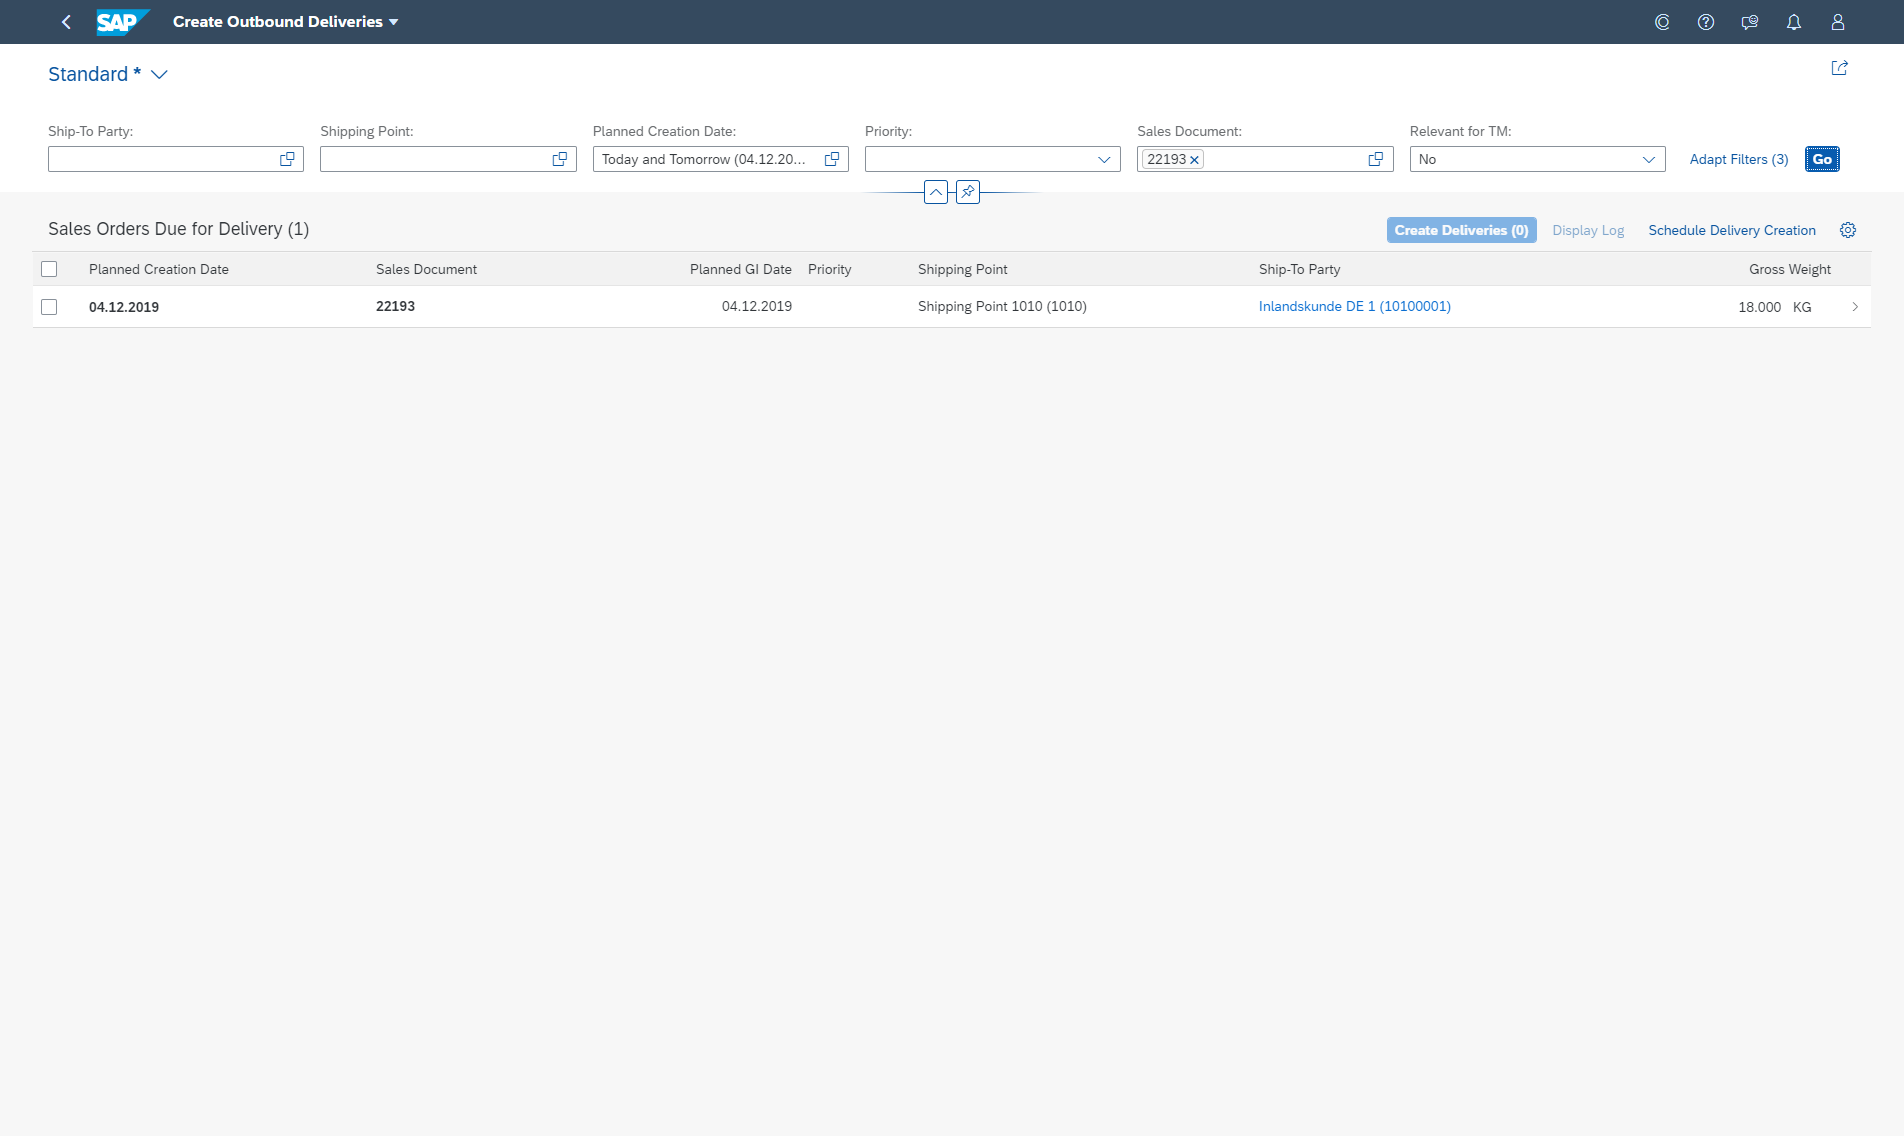 SAP Create Outbound Deliveries
Standard *
Ship-To Party: Shipping Point: Planned Creation Date: Priority: Sales Document: Relevant for TM:
Today and Tomorrow (04.12.20... 22193 No Adapt Filters (3) Go
Sales Orders Due for Delivery (1) Create Deliveries (0) Display Log Schedule Delivery Creation
Planned Creation Date Sales Document Planned GI Date Priority Shipping Point Ship-To Party Gross Weight
04.12.2019 22193 04.12.2019 Shipping Point 1010 (1010) Inlandskunde DE 1 (10100001) 18.000 KG